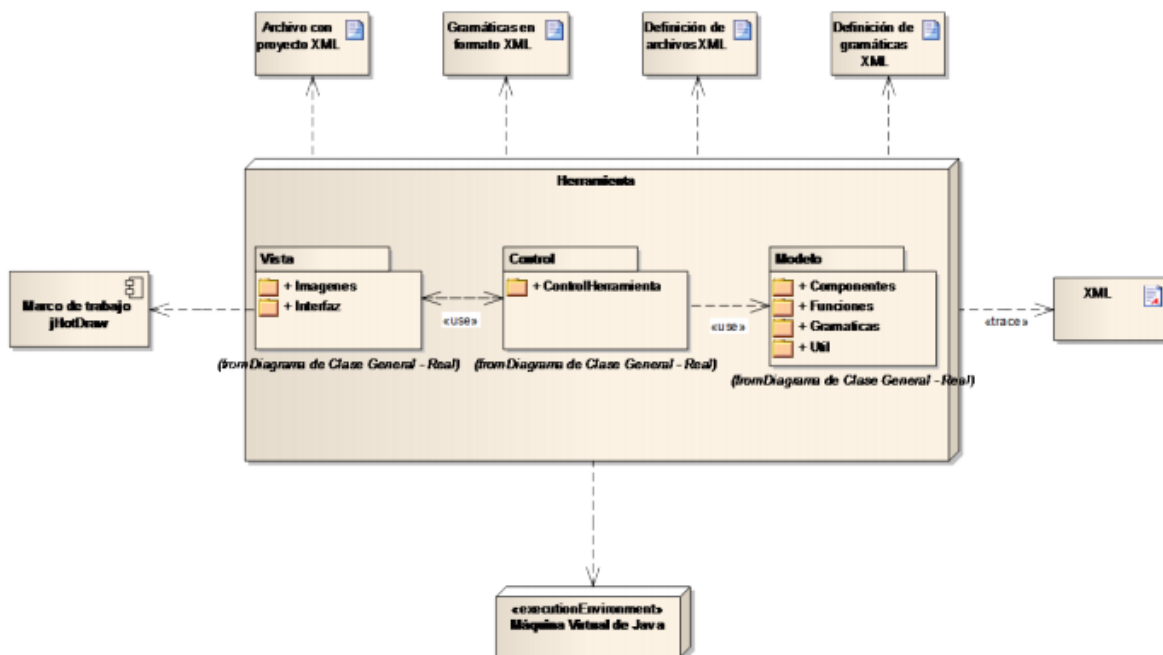 Archivo con
proyecto XML
Gramáticas en
formato XML
Definición de
archivos XML
Definición de
gramáticas
XML
Herramienta
Vista
+ Imagenes
+ Interfaz
(from Diagrama de Clase General - Real)
«use»
Control
+ ControlHerramienta
(from Diagrama de Clase General - Real)
«use»
Modelo
+ Componentes
+ Funciones
+ Gramaticas
+ Util
(from Diagrama de Clase General - Real)
Marco de trabajo
jHotDraw
«trace»
XML
«executionEnvironment»
Máquina Virtual de Java